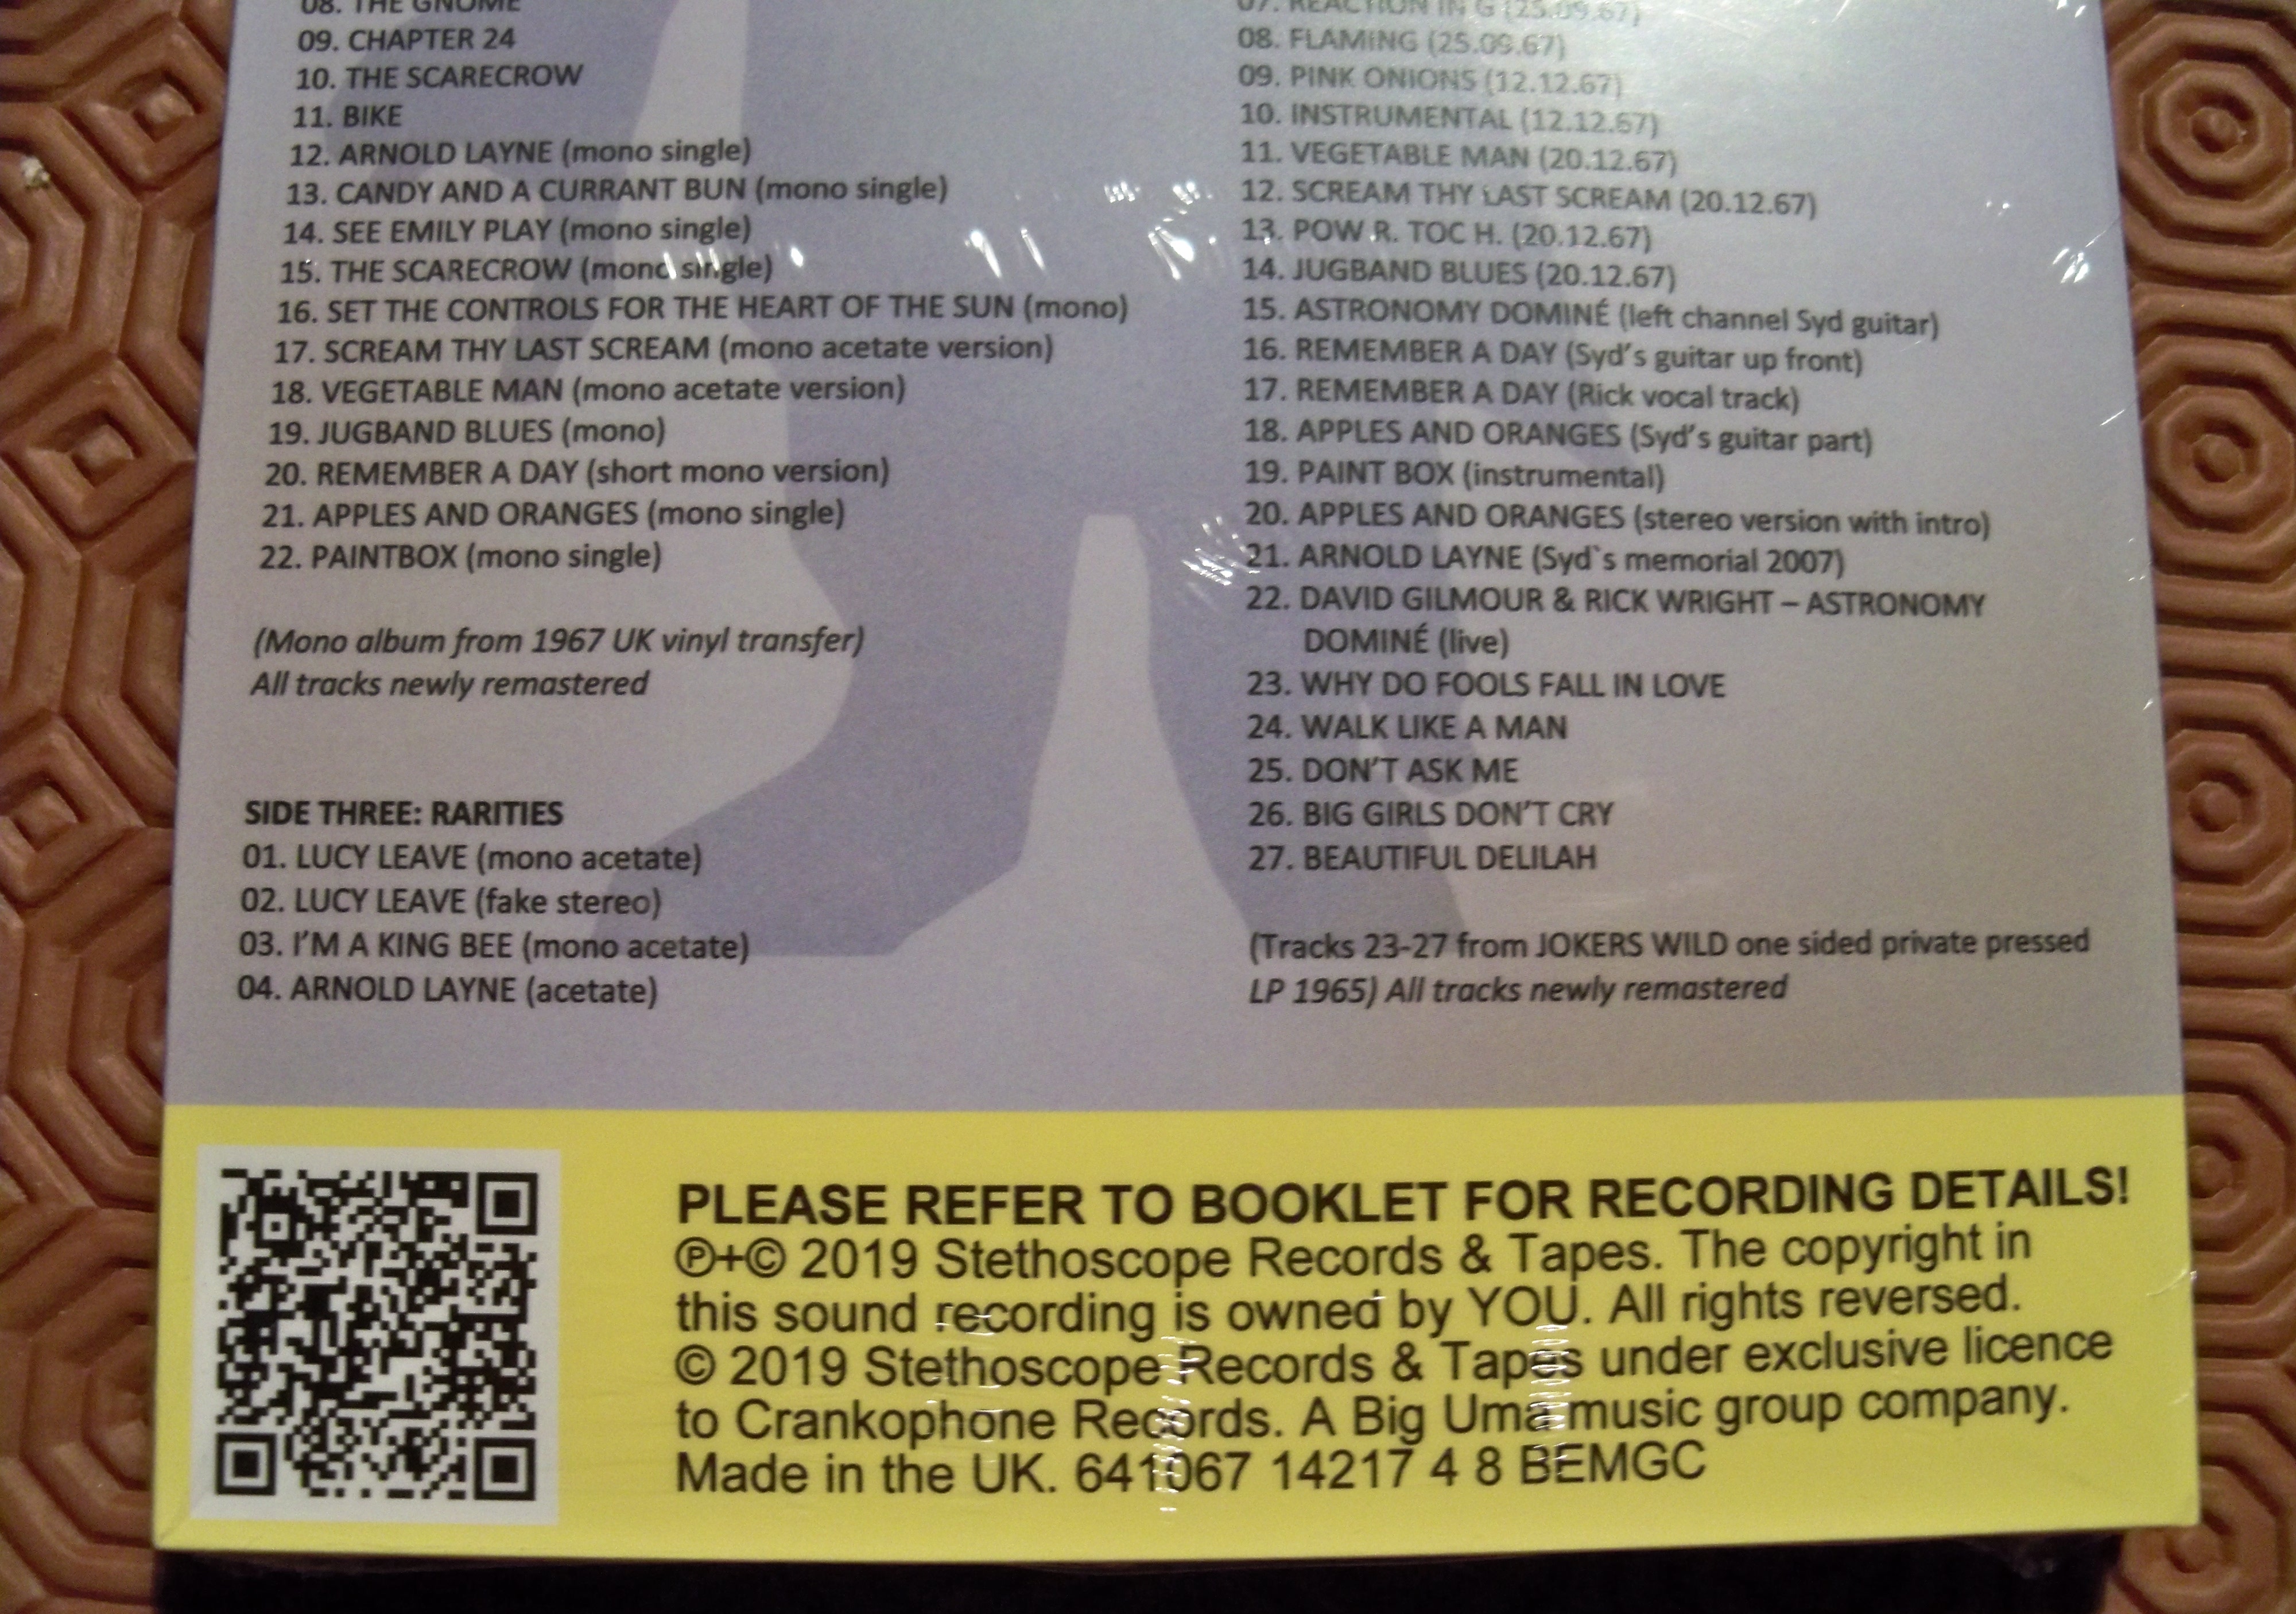 08. THE GNOME
09. CHAPTER 24
10. THE SCARECROW
11. BIKE
12. ARNOLD LAYNE (mono single)
13. CANDY AND A CURRANT BUN (mono single)
14. SEE EMILY PLAY (mono single)
15. THE SCARECROW (mono single)
16. SET THE CONTROLS FOR THE HEART OF THE SUN (mono)
17. SCREAM THY LAST SCREAM (mono acetate version)
18. VEGETABLE MAN (mono acetate version)
19. JUGBAND BLUES (mono)
20. REMEMBER A DAY (short mono version)
21. APPLES AND ORANGES (mono single)
22. PAINTBOX (mono single)
(Mono album from 1967 UK vinyl transfer)
All tracks newly remastered
SIDE THREE: RARITIES
01. LUCY LEAVE (mono acetate)
02. LUCY LEAVE (fake stereo)
03. I'M A KING BEE (mono acetate)
04. ARNOLD LAYNE (acetate)
07. REACTION IN G (25.09.67)
08. FLAMING (25.09.67)
09. PINK ONIONS (12.12.67)
10. INSTRUMENTAL (12.12.67)
11. VEGETABLE MAN (20.12.67)
12. SCREAM THY LAST SCREAM (20.12.67)
13. POW R. TOC H. (20.12.67)
14. JUGBAND BLUES (20.12.67)
15. ASTRONOMY DOMINÉ (left channel Syd guitar)
16. REMEMBER A DAY (Syd's guitar up front)
17. REMEMBER A DAY (Rick vocal track)
18. APPLES AND ORANGES (Syd's guitar part)
19. PAINT BOX (instrumental)
20. APPLES AND ORANGES (stereo version with intro)
21. ARNOLD LAYNE (Syd`s memorial 2007)
22. DAVID GILMOUR & RICK WRIGHT – ASTRONOMY
DOMINÉ (live)
23. WHY DO FOOLS FALL IN LOVE
24. WALK LIKE A MAN
25. DON'T ASK ME
26. BIG GIRLS DON'T CRY
27. BEAUTIFUL DELILAH
(Tracks 23-27 from JOKERS WILD one sided private pressed
LP 1965) All tracks newly remastered
PLEASE REFER TO BOOKLET FOR RECORDING DETAILS!
℗+© 2019 Stethoscope Records & Tapes. The copyright in
this sound recording is owned by YOU. All rights reversed.
© 2019 Stethoscope Records & Tapes under exclusive licence
to Crankophone Records. A Big Uma music group company.
Made in the UK. 641067 14217 4 8 BEMGC